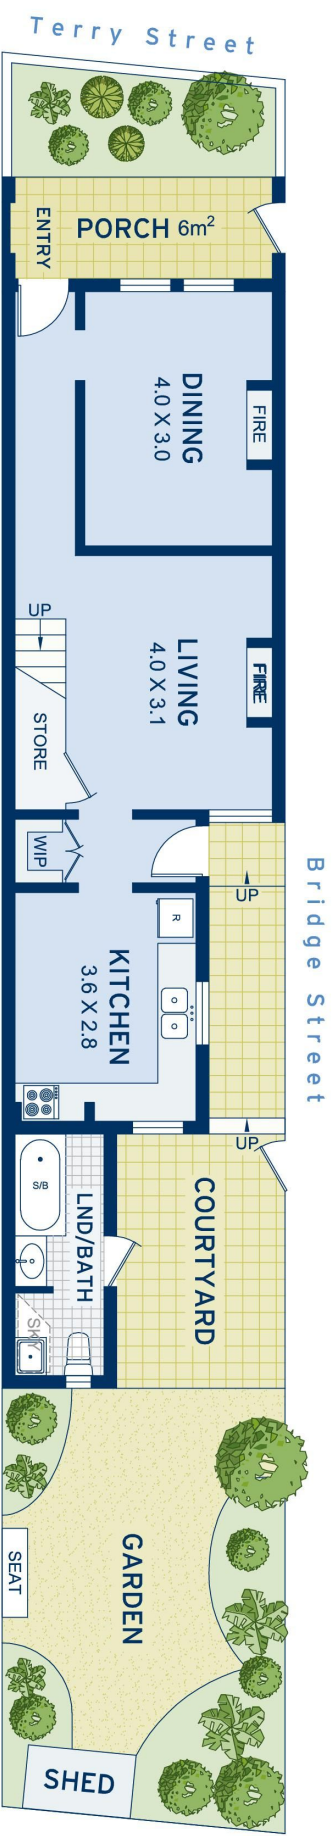 Terry Street
ENTRY
PORCH 6m²
DINING
4.0 X 3.0
FIRE
UP
LIVING
4.0 X 3.1
FIRE
STORE
WIP
UP
Bridge Street
R
KITCHEN
3.6 X 2.8
UP
S/B
LND/BATH
COURTYARD
SKY
GARDEN
SEAT
SHED